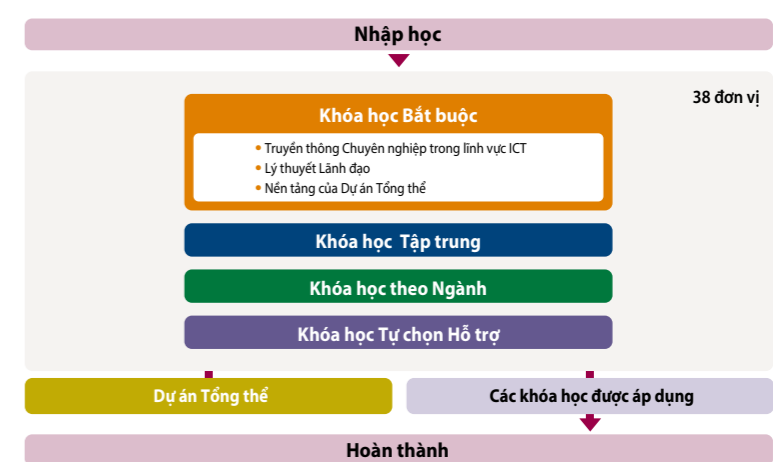 Nhập học
38 đơn vị
Khóa học Bắt buộc
• Truyền thông Chuyên nghiệp trong lĩnh vực ICT
• Lý thuyết Lãnh đạo
• Nền tảng của Dự án Tổng thể
Khóa học Tập trung
Khóa học theo Ngành
Khóa học Tự chọn Hỗ trợ
Dự án Tổng thể
Các khóa học được áp dụng
Hoàn thành